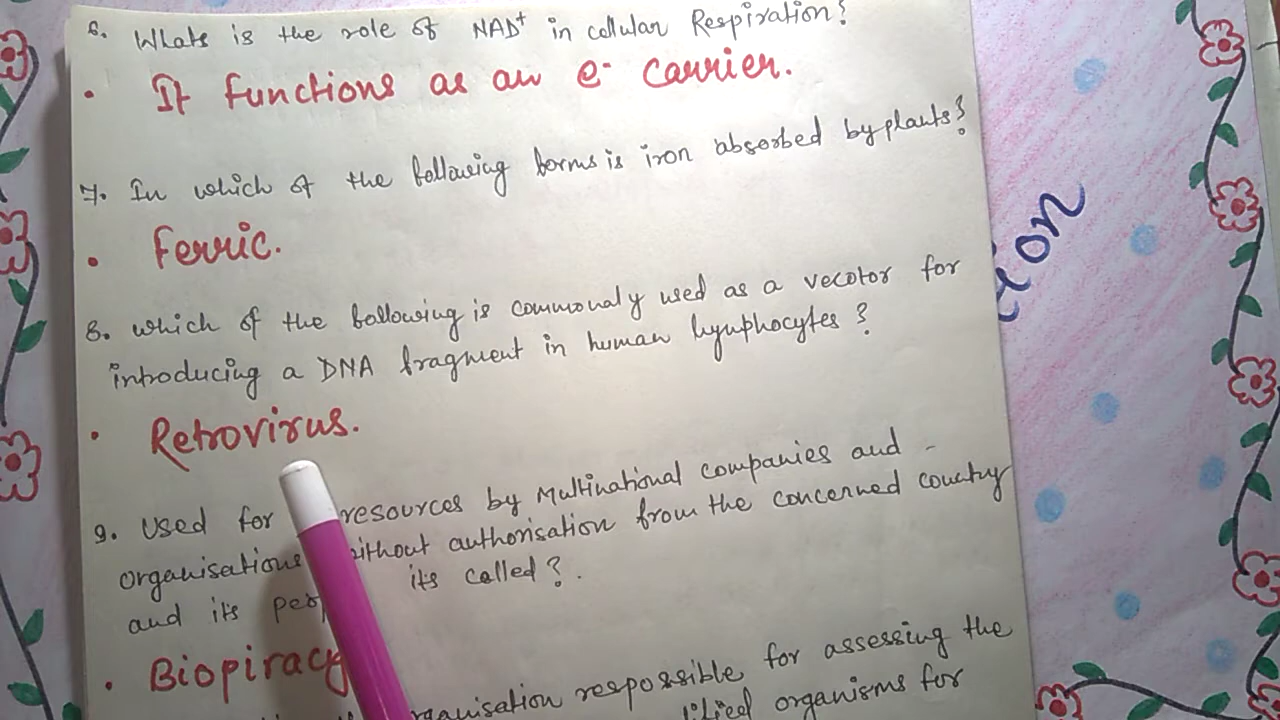 6. Whats is the role of NAD+ in cellular Respiration?
• It functions as an e- carrier.
7. In which of the following forms is iron absorbed by plants?
• Ferric.
8. which of the following is commonaly used as a vecotor for
introducing a DNA fragment in human lymphocytes?
• Retrovirus.
9. Used for resources by Multinational companies and -
organisations without authorisation from the concerned country
and its its called?.
• Biopiracy
organisation respossible for assessing the
organisms for
tion